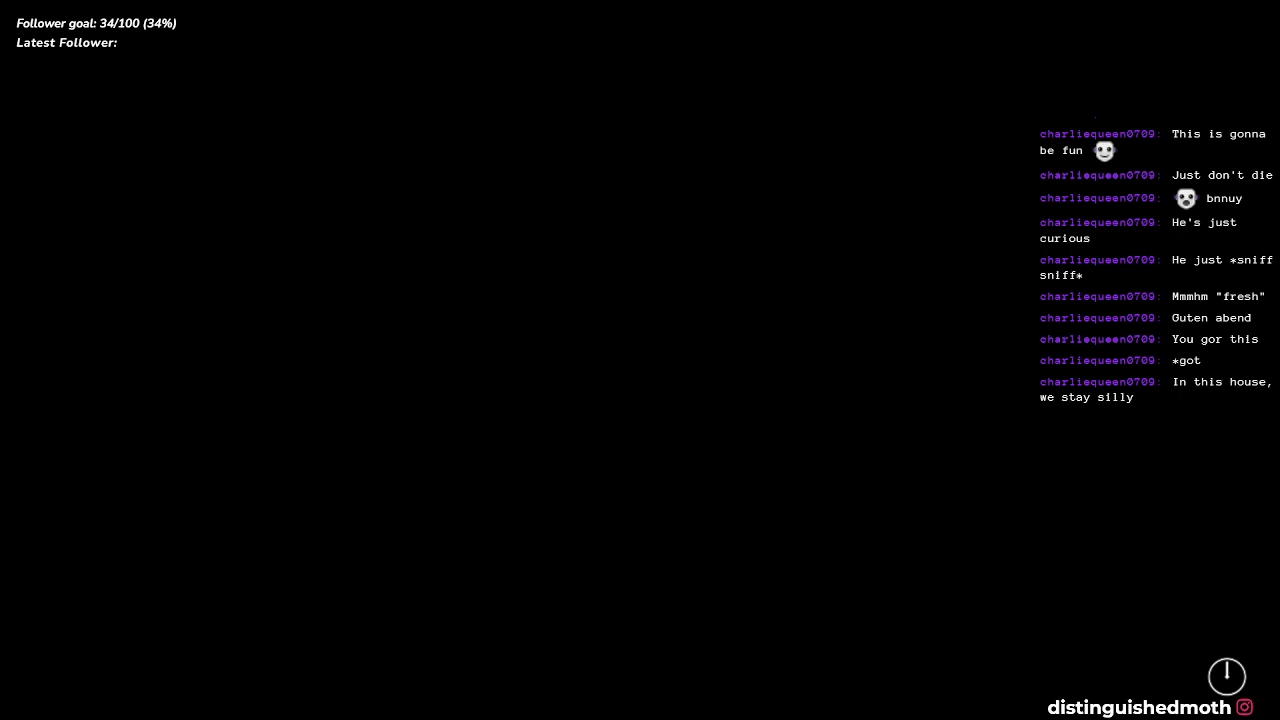 Follower goal: 34/100 (34%)
Latest Follower:
charliequeen0709: This is gonna
be fun
charliequeen0709: Just don't die
charliequeen0709: bnnuy
charliequeen0709: He's just
curious
charliequeen0709: He just *sniff
sniff*
charliequeen0709: Mmmhm "fresh"
charliequeen0709: Guten abend
charliequeen0709: You gor this
charliequeen0709: *got
charliequeen0709: In this house,
we stay silly
distinguishedmoth